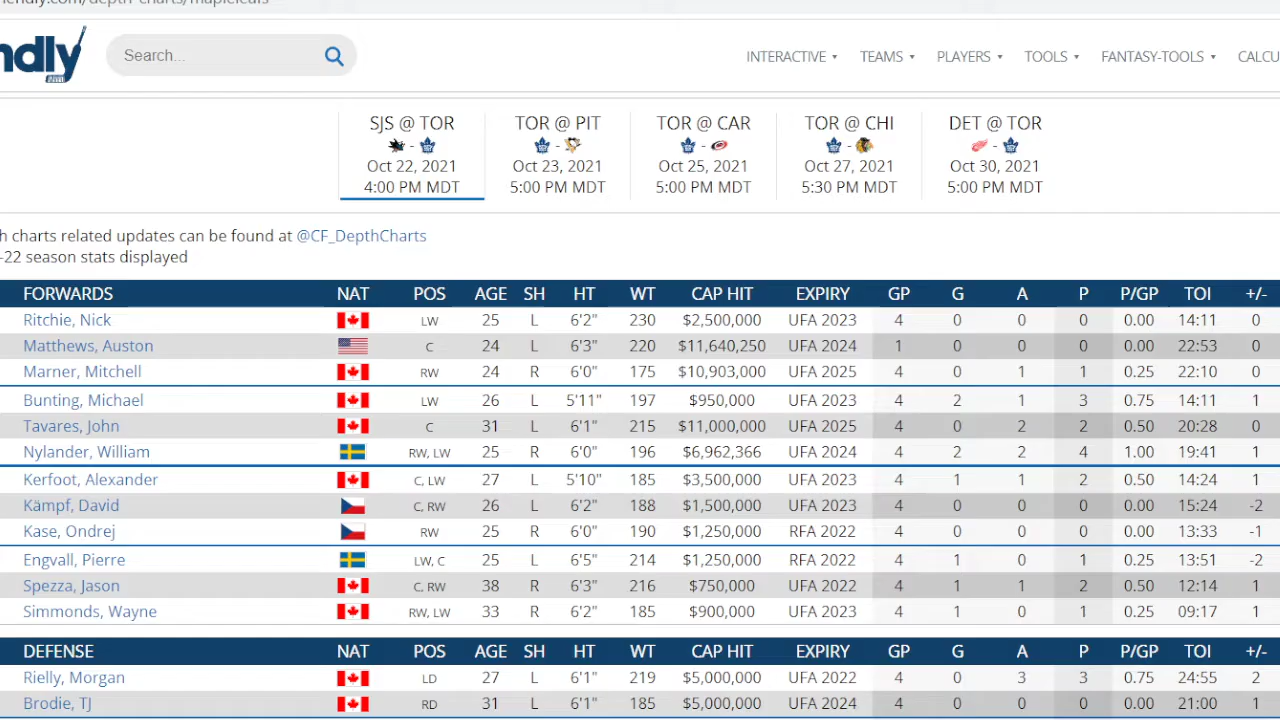 ndly
Search...
INTERACTIVE TEAMS PLAYERS TOOLS FANTASY-TOOLS CALCU
SJS @ TOR TOR @ PIT TOR @ CAR TOR @ CHI DET @ TOR
- - - - -
Oct 22, 2021 Oct 23, 2021 Oct 25, 2021 Oct 27, 2021 Oct 30, 2021
4:00 PM MDT 5:00 PM MDT 5:00 PM MDT 5:30 PM MDT 5:00 PM MDT
h charts related updates can be found at @CF_DepthCharts
-22 season stats displayed
FORWARDS NAT POS AGE SH HT WT CAP HIT EXPIRY GP G A P P/GP TOI +/-
Ritchie, Nick LW 25 L 6'2" 230 $2,500,000 UFA 2023 4 0 0 0 0.00 14:11 0
Matthews, Auston C 24 L 6'3" 220 $11,640,250 UFA 2024 1 0 0 0 0.00 22:53 0
Marner, Mitchell RW 24 R 6'0" 175 $10,903,000 UFA 2025 4 0 1 1 0.25 22:10 0
Bunting, Michael LW 26 L 5'11" 197 $950,000 UFA 2023 4 2 1 3 0.75 14:11 1
Tavares, John C 31 L 6'1" 215 $11,000,000 UFA 2025 4 0 2 2 0.50 20:28 0
Nylander, William RW, LW 25 R 6'0" 196 $6,962,366 UFA 2024 4 2 2 4 1.00 19:41 1
Kerfoot, Alexander C, LW 27 L 5'10" 185 $3,500,000 UFA 2023 4 1 1 2 0.50 14:24 1
Kämpf, David C, RW 26 L 6'2" 188 $1,500,000 UFA 2023 4 0 0 0 0.00 15:24 -2
Kase, Ondrej RW 25 R 6'0" 190 $1,250,000 RFA 2022 4 0 0 0 0.00 13:33 -1
Engvall, Pierre LW, C 25 L 6'5" 214 $1,250,000 RFA 2022 4 1 0 1 0.25 13:51 -2
Spezza, Jason C, RW 38 R 6'3" 216 $750,000 UFA 2022 4 1 1 2 0.50 12:14 1
Simmonds, Wayne RW, LW 33 R 6'2" 185 $900,000 UFA 2023 4 1 0 1 0.25 09:17 1
DEFENSE NAT POS AGE SH HT WT CAP HIT EXPIRY GP G A P P/GP TOI +/-
Rielly, Morgan LD 27 L 6'1" 219 $5,000,000 UFA 2022 4 0 3 3 0.75 24:55 2
Brodie, TJ RD 31 L 6'1" 185 $5,000,000 UFA 2024 4 0 0 0 0.00 21:00 1